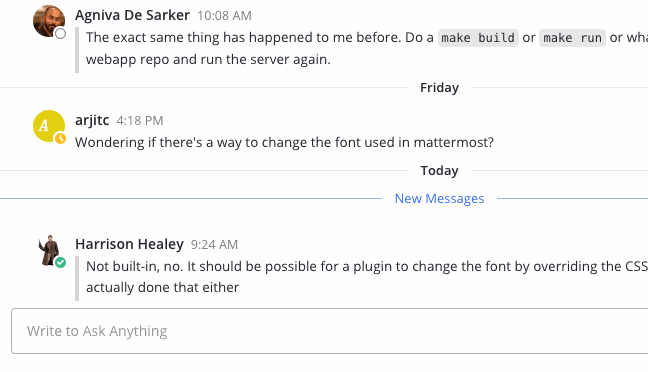 Agniva De Sarker 10:08 AM
The exact same thing has happened to me before. Do a make build or make run or
webapp repo and run the server again.
Friday
A
arjitc 4:18 PM
Wondering if there's a way to change the font used in mattermost?
Today
New Messages
Harrison Healey 9:24 AM
Not built-in, no. It should be possible for a plugin to change the font by overriding the CSS
actually done that either
Write to Ask Anything